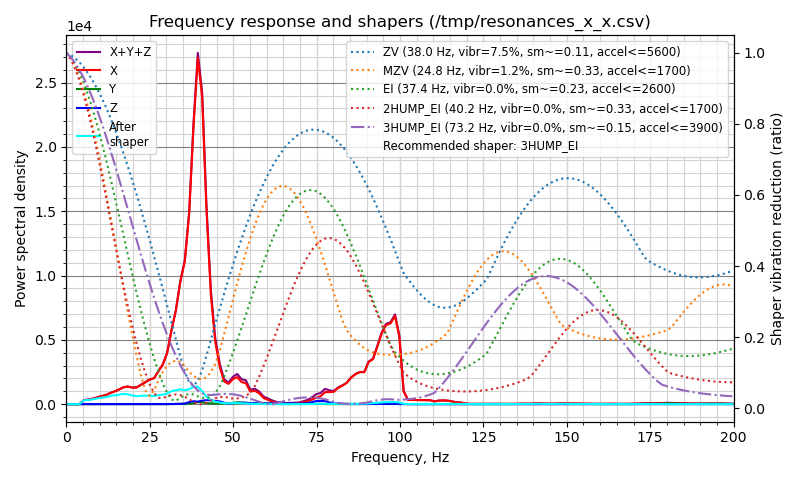 Frequency response and shapers (/tmp/resonances_x_x.csv)
1e4
X+Y+Z
X
Y
Z
After
shaper
ZV (38.0 Hz, vibr=7.5%, sm~=0.11, accel<=5600)
MZV (24.8 Hz, vibr=1.2%, sm~=0.33, accel<=1700)
EI (37.4 Hz, vibr=0.0%, sm~=0.23, accel<=2600)
2HUMP_EI (40.2 Hz, vibr=0.0%, sm~=0.33, accel<=1700)
3HUMP_EI (73.2 Hz, vibr=0.0%, sm~=0.15, accel<=3900)
Recommended shaper: 3HUMP_EI
Power spectral density
2.5
2.0
1.5
1.0
0.5
0.0
1.0
0.8
0.6
0.4
0.2
0.0
Shaper vibration reduction (ratio)
0 25 50 75 100 125 150 175 200
Frequency, Hz